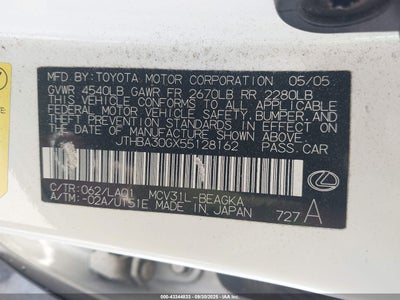 MFD. BY: TOYOTA MOTOR CORPORATION 05/05
GVWR 4540LB GAWR FR 2670LB RR 2280LB
THIS VEHICLE CONFORMS TO ALL APPLICABLE
FEDERAL MOTOR VEHICLE SAFETY, BUMPER, AND
THEFT PREVENTION STANDARDS IN EFFECT ON
THE DATE OF MANUFACTURE SHOWN ABOVE.
JTHBA30GX55128162 PASS.CAR
C/TR: 062/LA01 MCV31L-BEAGKA
A/TM: -02A/U151E MADE IN JAPAN 727 A
LEXUS
000-43344033 - 09/30/2025 - IAA